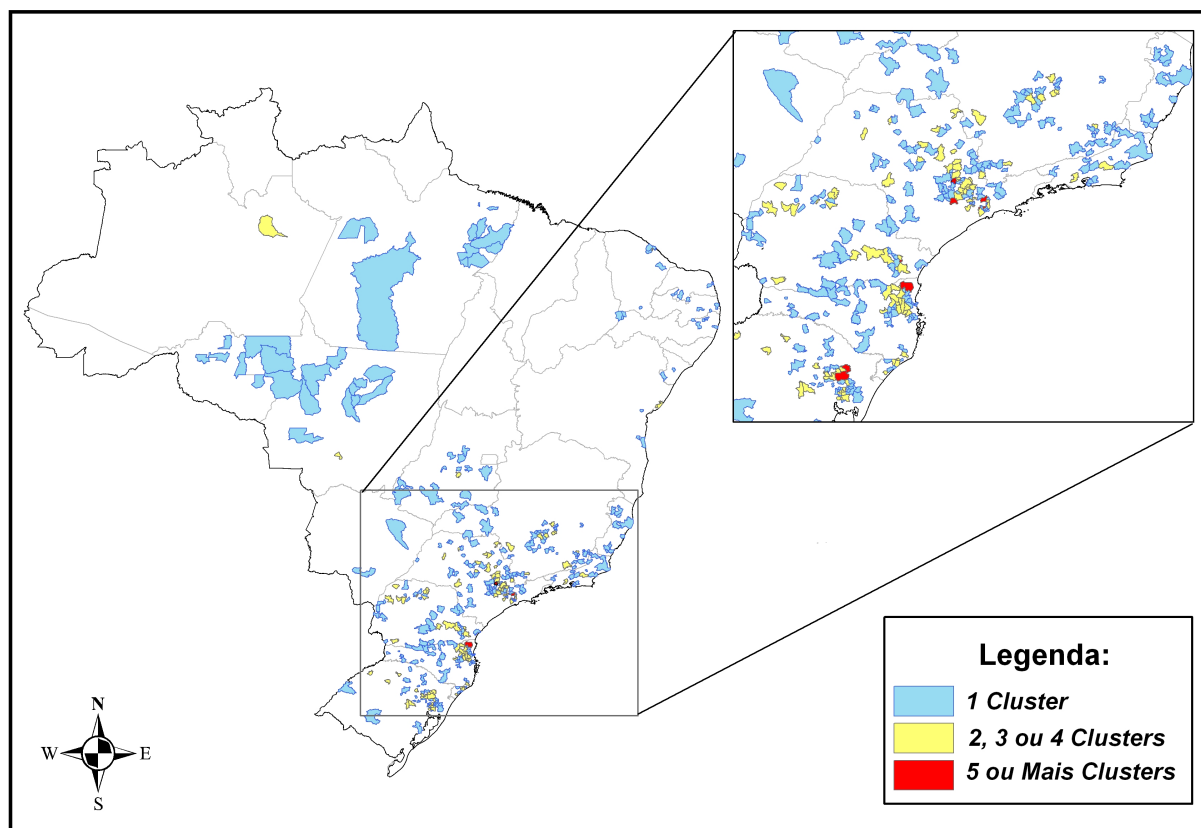 Legenda:
1 Cluster
2, 3 ou 4 Clusters
5 ou Mais Clusters
N
W E
S